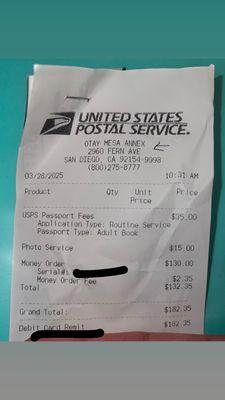 UNITED STATES
POSTAL SERVICE.
OTAY MESA ANNEX
2960 FERN AVE
SAN DIEGO, CA 92154-9998
(800)275-8777
03/28/2025 10:31 AM
Product Qty Unit Price
Price
USPS Passport Fees $35.00
Application Type: Routine Service
Passport Type: Adult Book
Photo Service $15.00
Money Order $130.00
Serial#:
Money Order Fee $2.35
Total $132.35
Grand Total: $182.35
Debit Card Remit $182.35